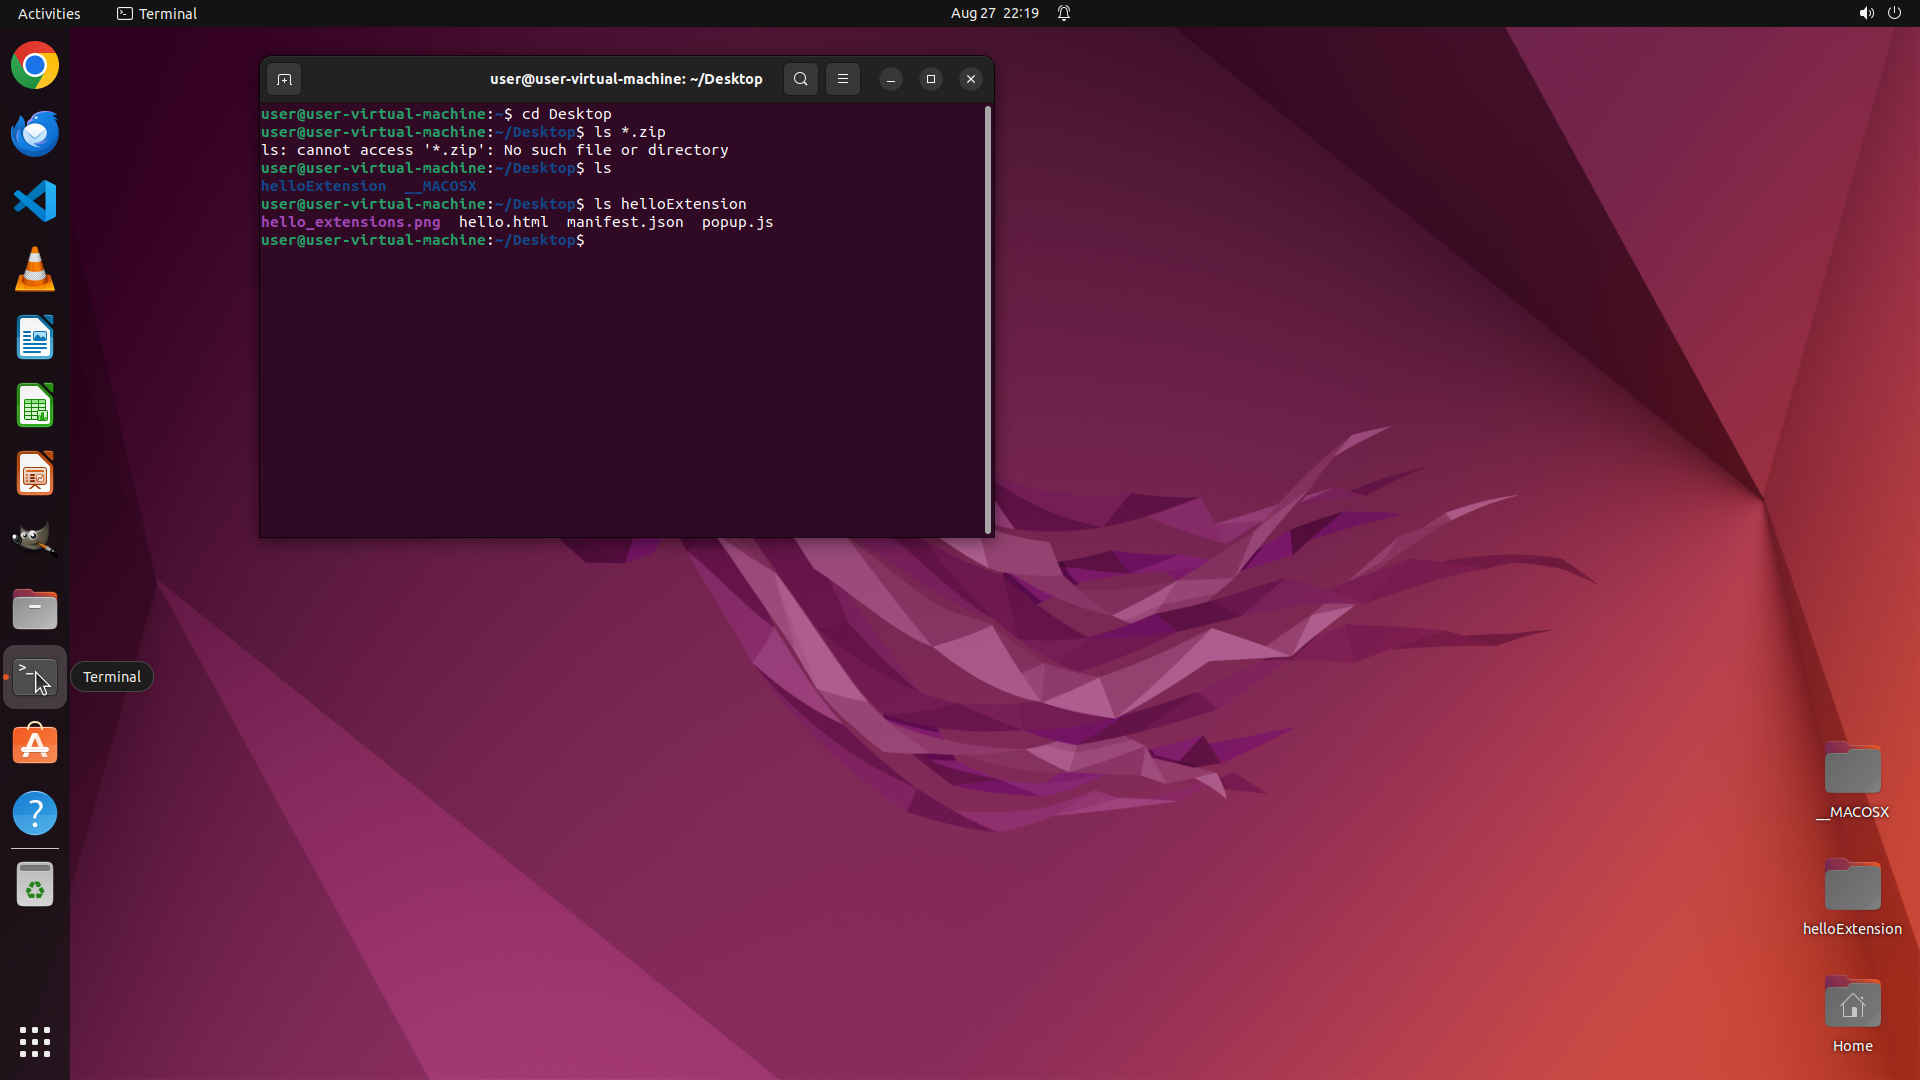 Activities
Terminal
Aug 27 22:19
user@user-virtual-machine: ~/Desktop
user@user-virtual-machine:~$ cd Desktop
user@user-virtual-machine:~/Desktop$ ls *.zip
ls: cannot access '*.zip': No such file or directory
user@user-virtual-machine:~/Desktop$ ls
helloExtension  __MACOSX
user@user-virtual-machine:~/Desktop$ ls helloExtension
hello_extensions.png  hello.html  manifest.json  popup.js
user@user-virtual-machine:~/Desktop$
Terminal
__MACOSX
helloExtension
Home